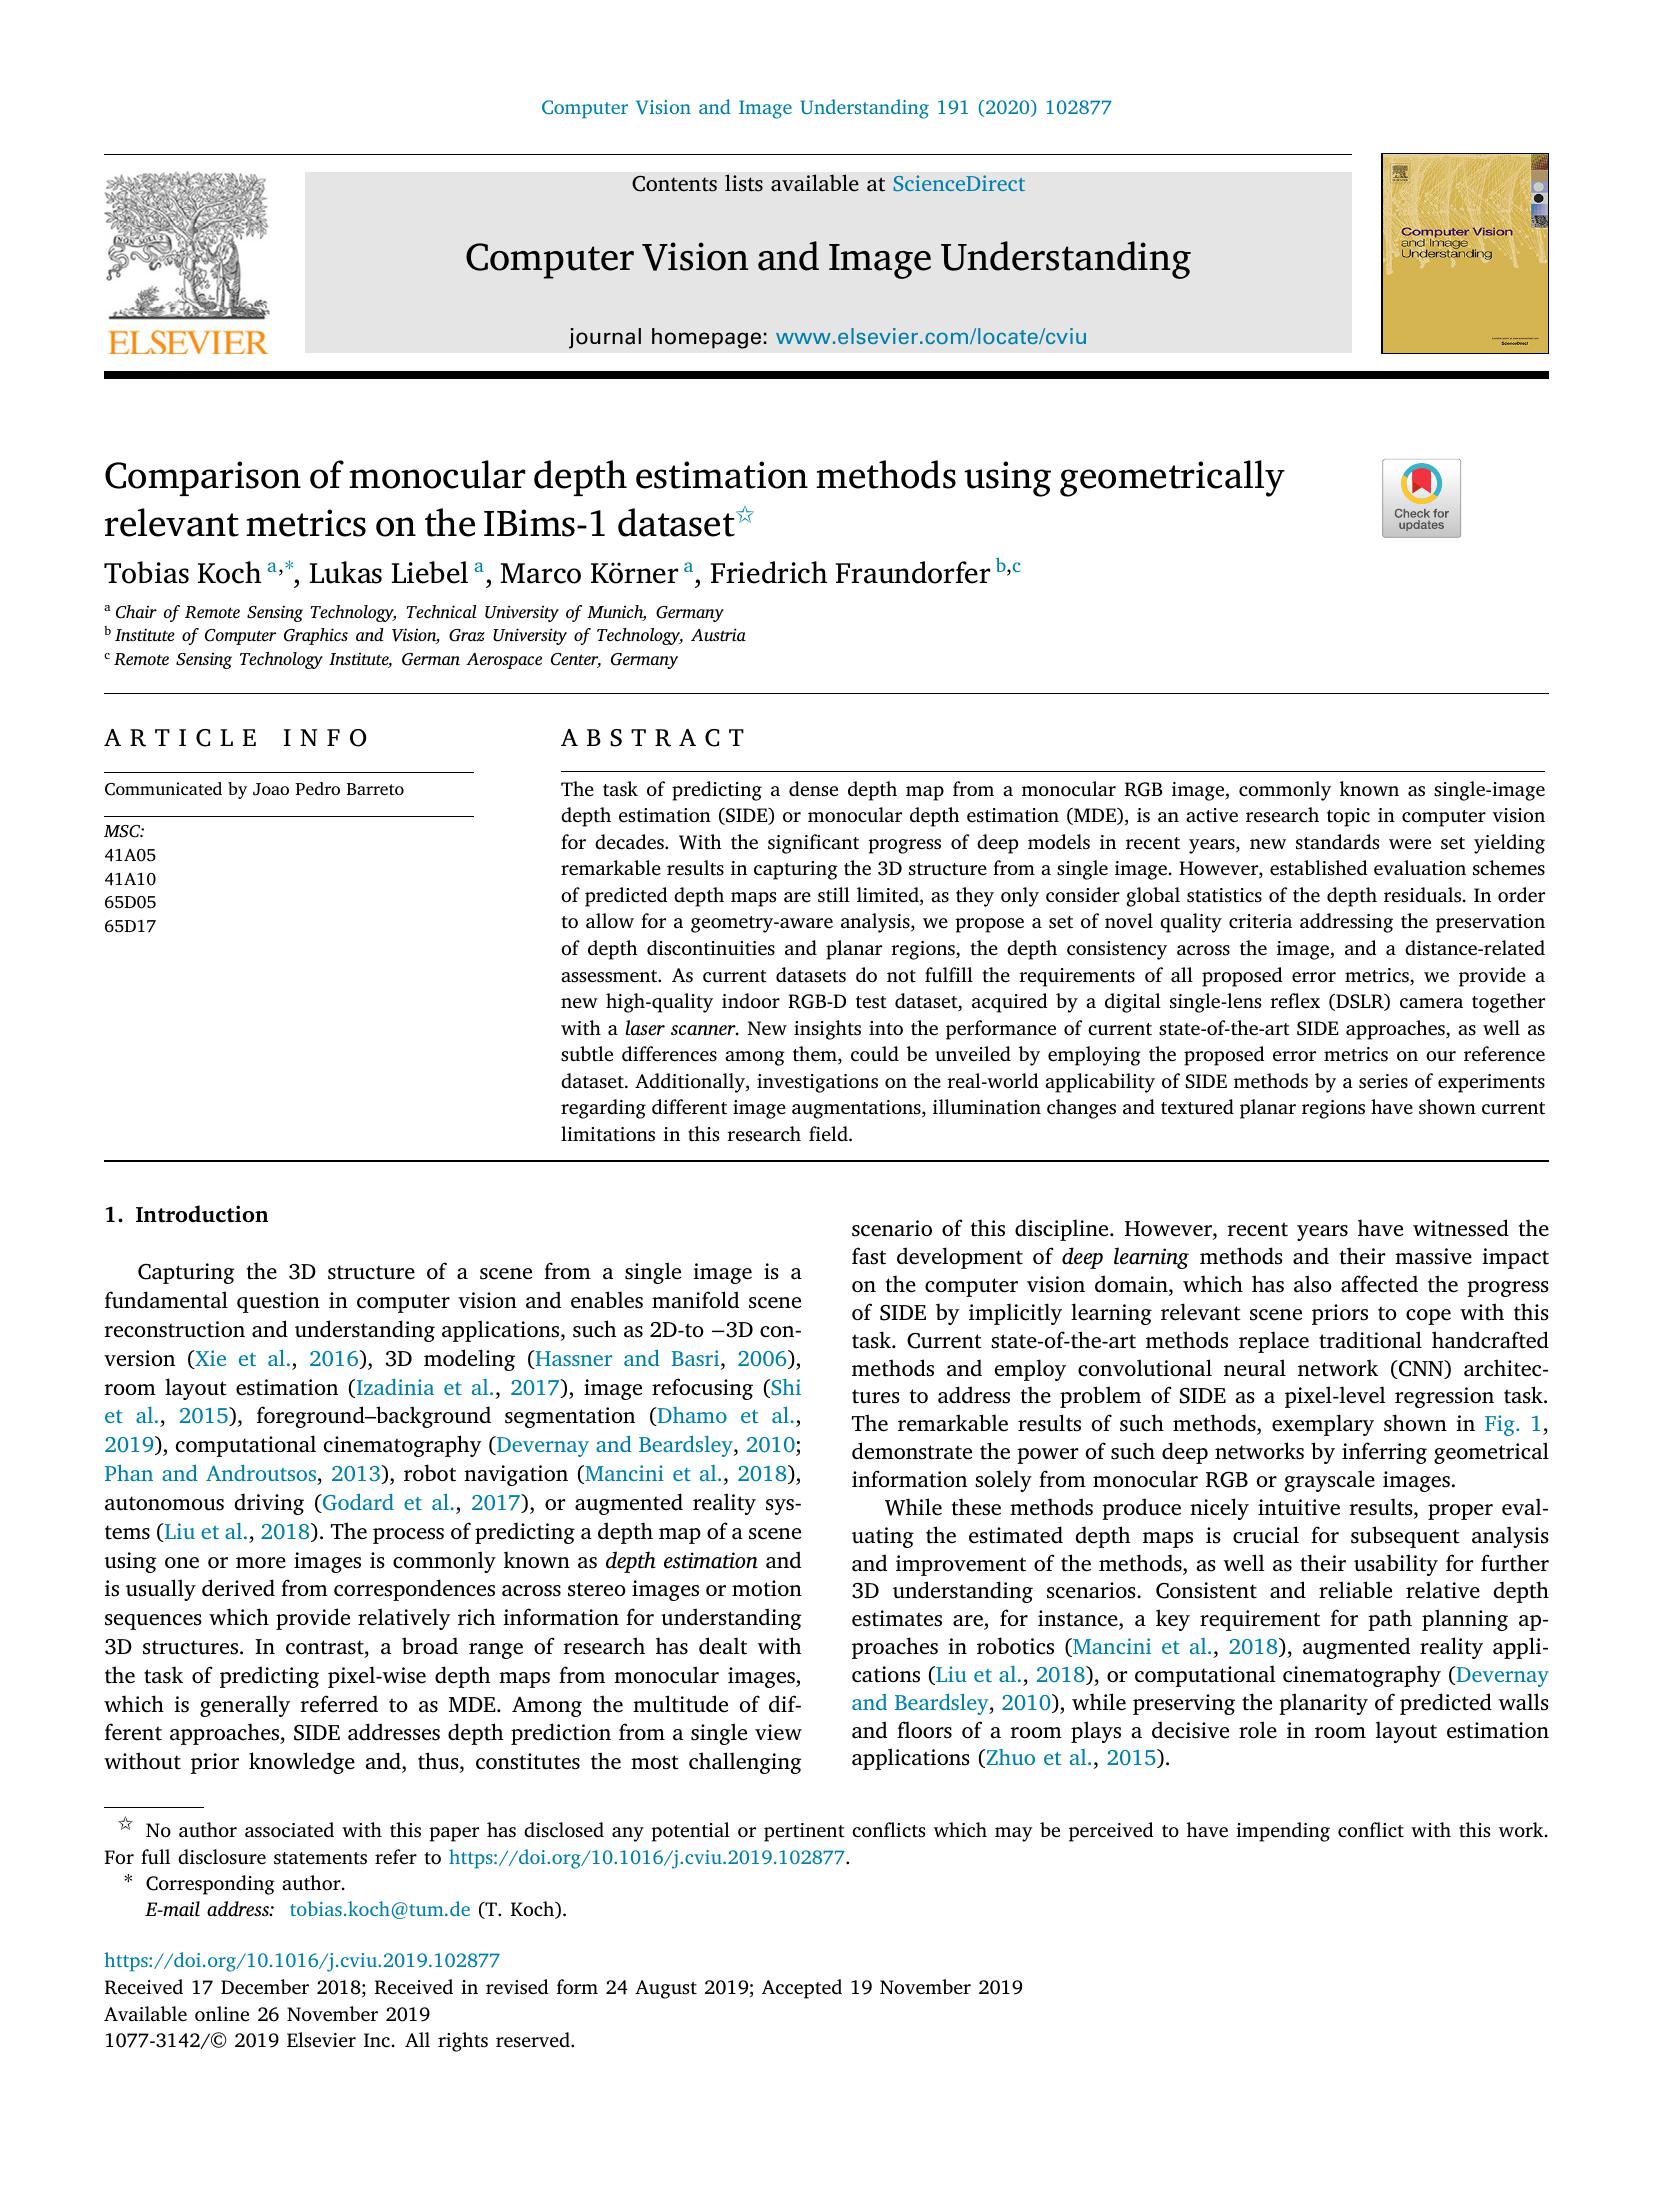 Computer Vision and Image Understanding 191 (2020) 102877
Contents lists available at ScienceDirect
Computer Vision and Image Understanding
journal homepage: www.elsevier.com/locate/cviu
ELSEVIER
Computer Vision
and Image
Understanding
ScienceDirect
Comparison of monocular depth estimation methods using geometrically
relevant metrics on the IBims-1 dataset☆
Check for
updates
Tobias Koch a,*, Lukas Liebel a, Marco Körner a, Friedrich Fraundorfer b,c
a Chair of Remote Sensing Technology, Technical University of Munich, Germany
b Institute of Computer Graphics and Vision, Graz University of Technology, Austria
c Remote Sensing Technology Institute, German Aerospace Center, Germany
ARTICLE INFO
Communicated by Joao Pedro Barreto
MSC:
41A05
41A10
65D05
65D17
ABSTRACT
The task of predicting a dense depth map from a monocular RGB image, commonly known as single-image
depth estimation (SIDE) or monocular depth estimation (MDE), is an active research topic in computer vision
for decades. With the significant progress of deep models in recent years, new standards were set yielding
remarkable results in capturing the 3D structure from a single image. However, established evaluation schemes
of predicted depth maps are still limited, as they only consider global statistics of the depth residuals. In order
to allow for a geometry-aware analysis, we propose a set of novel quality criteria addressing the preservation
of depth discontinuities and planar regions, the depth consistency across the image, and a distance-related
assessment. As current datasets do not fulfill the requirements of all proposed error metrics, we provide a
new high-quality indoor RGB-D test dataset, acquired by a digital single-lens reflex (DSLR) camera together
with a laser scanner. New insights into the performance of current state-of-the-art SIDE approaches, as well as
subtle differences among them, could be unveiled by employing the proposed error metrics on our reference
dataset. Additionally, investigations on the real-world applicability of SIDE methods by a series of experiments
regarding different image augmentations, illumination changes and textured planar regions have shown current
limitations in this research field.
1. Introduction
Capturing the 3D structure of a scene from a single image is a
fundamental question in computer vision and enables manifold scene
reconstruction and understanding applications, such as 2D-to −3D con-
version (Xie et al., 2016), 3D modeling (Hassner and Basri, 2006),
room layout estimation (Izadinia et al., 2017), image refocusing (Shi
et al., 2015), foreground–background segmentation (Dhamo et al.,
2019), computational cinematography (Devernay and Beardsley, 2010;
Phan and Androutsos, 2013), robot navigation (Mancini et al., 2018),
autonomous driving (Godard et al., 2017), or augmented reality sys-
tems (Liu et al., 2018). The process of predicting a depth map of a scene
using one or more images is commonly known as depth estimation and
is usually derived from correspondences across stereo images or motion
sequences which provide relatively rich information for understanding
3D structures. In contrast, a broad range of research has dealt with
the task of predicting pixel-wise depth maps from monocular images,
which is generally referred to as MDE. Among the multitude of dif-
ferent approaches, SIDE addresses depth prediction from a single view
without prior knowledge and, thus, constitutes the most challenging
scenario of this discipline. However, recent years have witnessed the
fast development of deep learning methods and their massive impact
on the computer vision domain, which has also affected the progress
of SIDE by implicitly learning relevant scene priors to cope with this
task. Current state-of-the-art methods replace traditional handcrafted
methods and employ convolutional neural network (CNN) architec-
tures to address the problem of SIDE as a pixel-level regression task.
The remarkable results of such methods, exemplary shown in Fig. 1,
demonstrate the power of such deep networks by inferring geometrical
information solely from monocular RGB or grayscale images.
While these methods produce nicely intuitive results, proper eval-
uating the estimated depth maps is crucial for subsequent analysis
and improvement of the methods, as well as their usability for further
3D understanding scenarios. Consistent and reliable relative depth
estimates are, for instance, a key requirement for path planning ap-
proaches in robotics (Mancini et al., 2018), augmented reality appli-
cations (Liu et al., 2018), or computational cinematography (Devernay
and Beardsley, 2010), while preserving the planarity of predicted walls
and floors of a room plays a decisive role in room layout estimation
applications (Zhuo et al., 2015).
☆ No author associated with this paper has disclosed any potential or pertinent conflicts which may be perceived to have impending conflict with this work.
For full disclosure statements refer to https://doi.org/10.1016/j.cviu.2019.102877.
* Corresponding author.
E-mail address: tobias.koch@tum.de (T. Koch).
https://doi.org/10.1016/j.cviu.2019.102877
Received 17 December 2018; Received in revised form 24 August 2019; Accepted 19 November 2019
Available online 26 November 2019
1077-3142/© 2019 Elsevier Inc. All rights reserved.